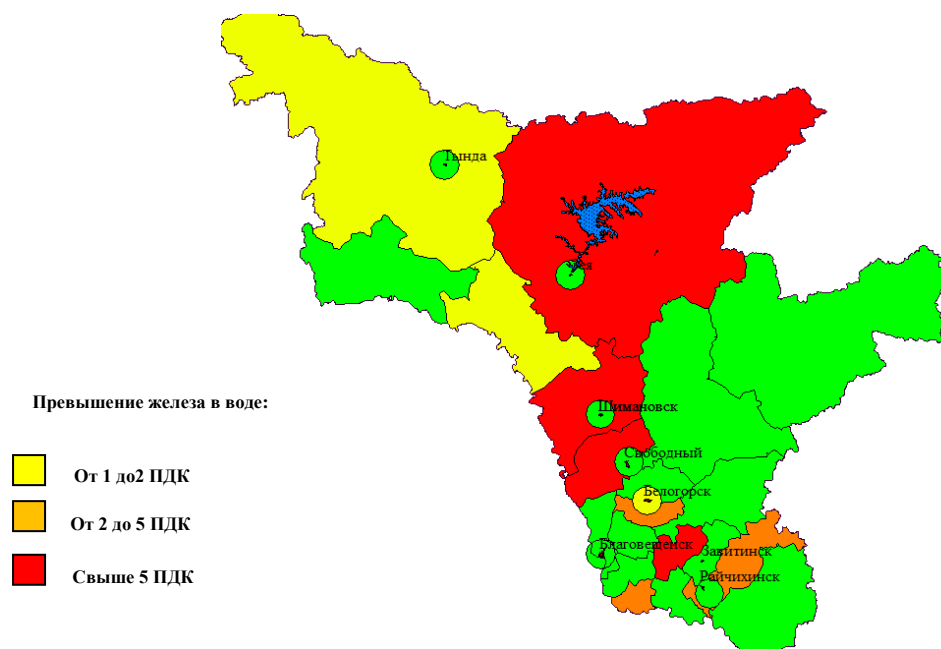 Тында
Шимановск
Свободный
Белогорск
Благовещенск
Завитинск
Райчихинск
Превышение железа в воде:
От 1 до2 ПДК
От 2 до 5 ПДК
Свыше 5 ПДК